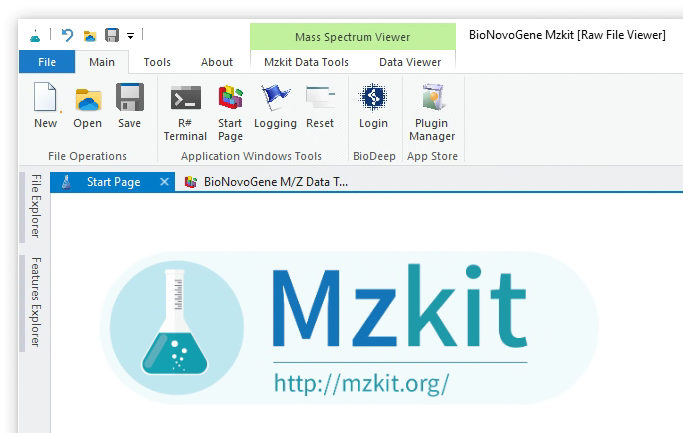 Mass Spectrum Viewer
BioNovoGene Mzkit [Raw File Viewer]
File Main Tools About Mzkit Data Tools Data Viewer
New Open Save R# Terminal Start Page Logging Reset Login Plugin Manager
File Operations Application Windows Tools BioDeep App Store
Start Page BioNovoGene M/Z Data T...
File Explorer
Features Explorer
Mzkit
http://mzkit.org/